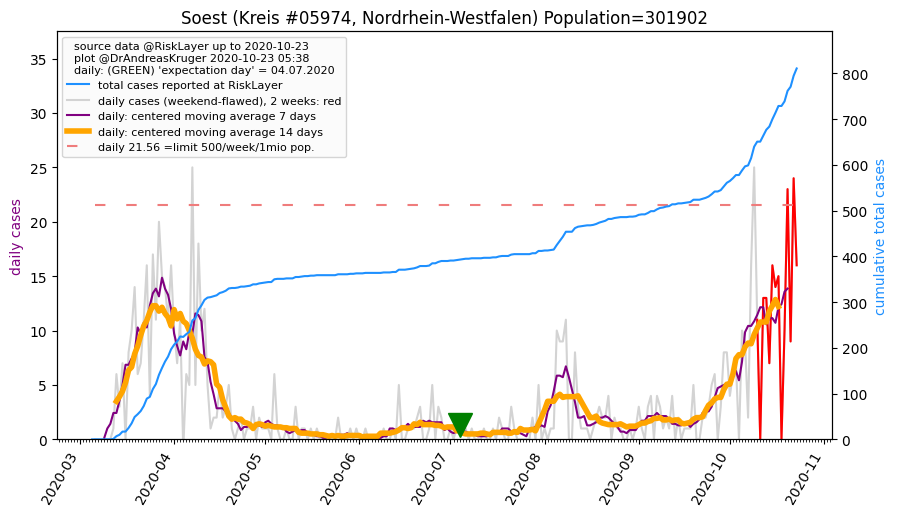 Soest (Kreis #05974, Nordrhein-Westfalen) Population=301902
source data @RiskLayer up to 2020-10-23
plot @DrAndreasKruger 2020-10-23 05:38
daily: (GREEN) 'expectation day' = 04.07.2020
total cases reported at RiskLayer
daily cases (weekend-flawed), 2 weeks: red
daily: centered moving average 7 days
daily: centered moving average 14 days
daily 21.56 =limit 500/week/1mio pop.
daily cases
35
30
25
20
15
10
5
0
cumulative total cases
800
700
600
500
400
300
200
100
0
2020-03
2020-04
2020-05
2020-06
2020-07
2020-08
2020-09
2020-10
2020-11